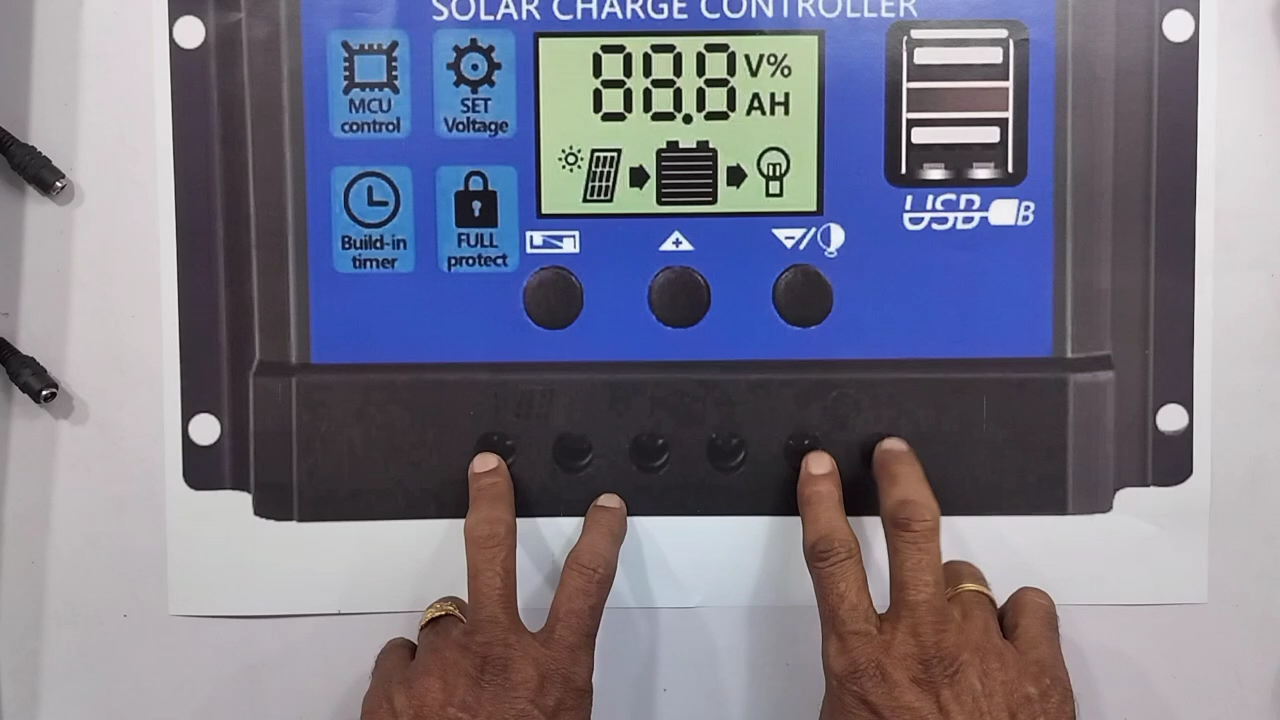 SOLAR CHARGE CONTROLLER
MCU
control
SET
Voltage
88.8 V%
AH
Build-in
timer
FULL
protect
USB
B